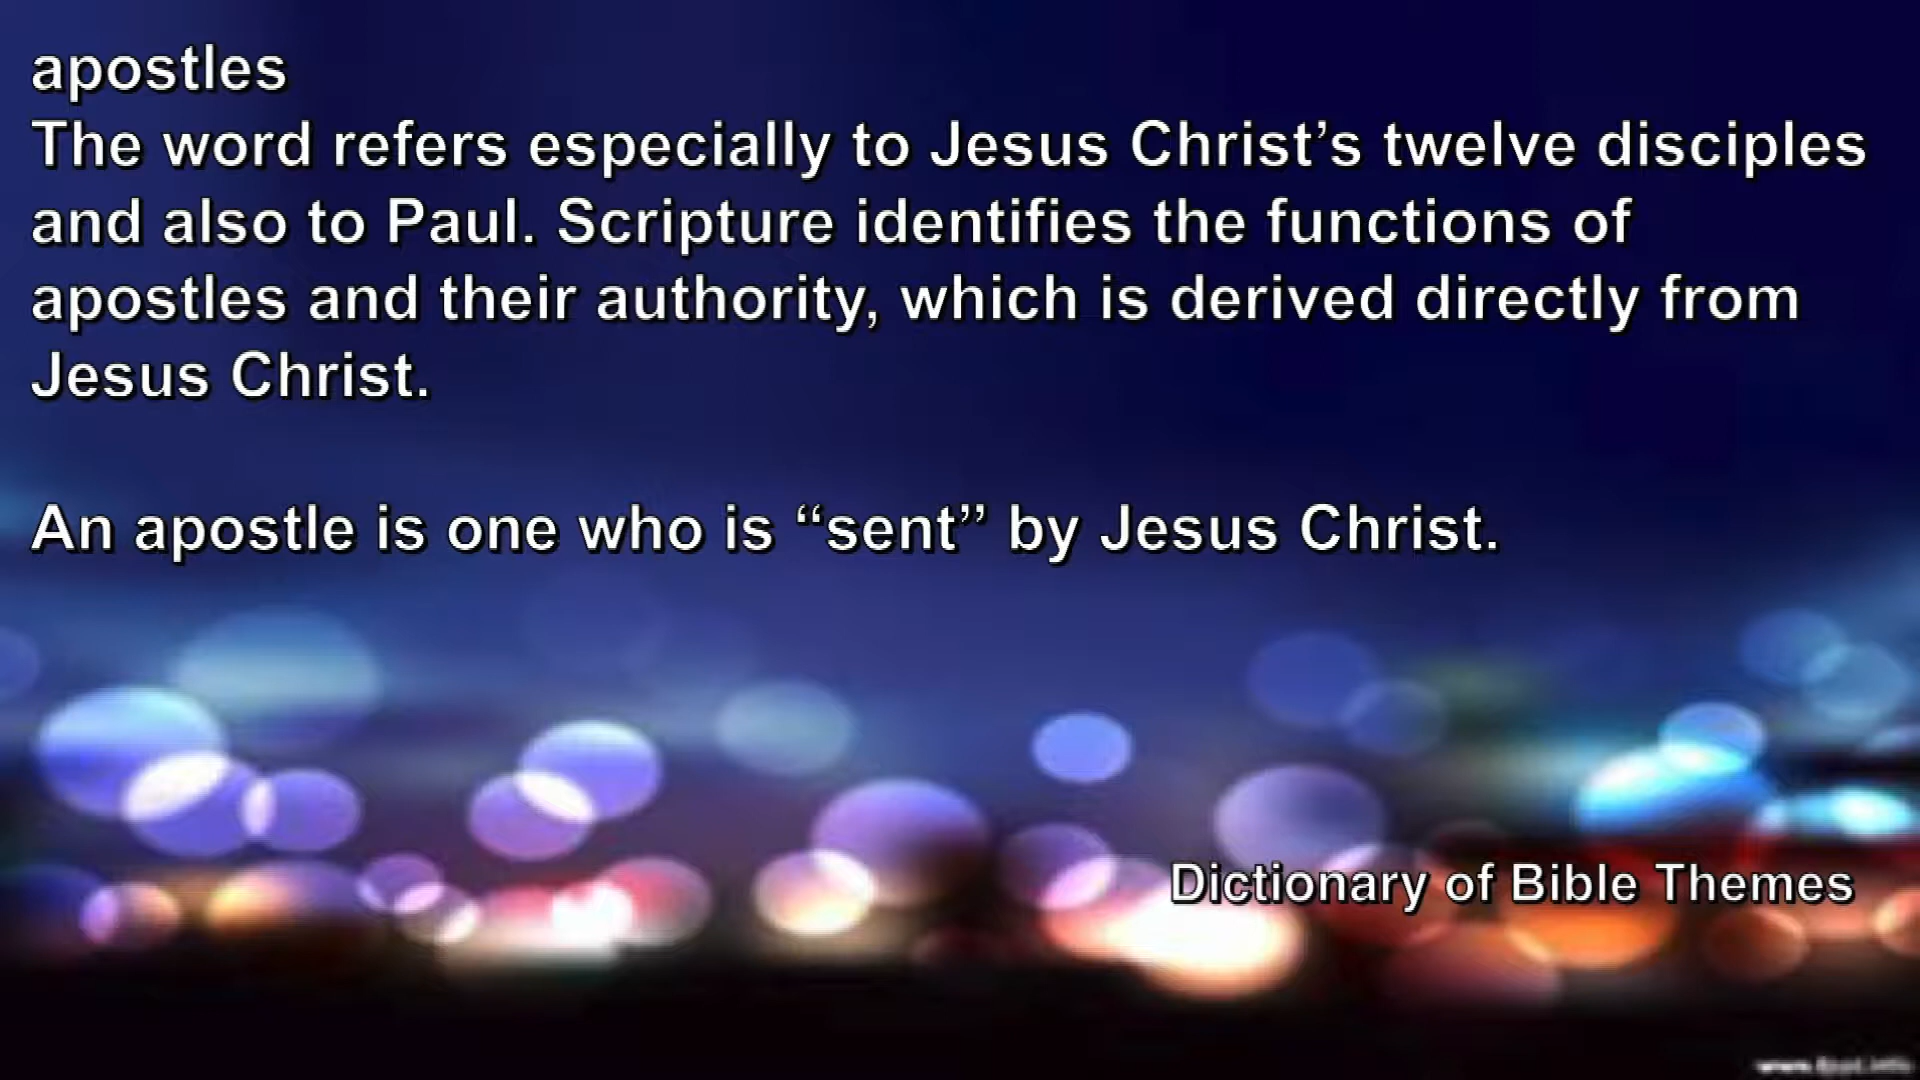 apostles
The word refers especially to Jesus Christ’s twelve disciples
and also to Paul. Scripture identifies the functions of
apostles and their authority, which is derived directly from
Jesus Christ.
An apostle is one who is “sent” by Jesus Christ.
Dictionary of Bible Themes